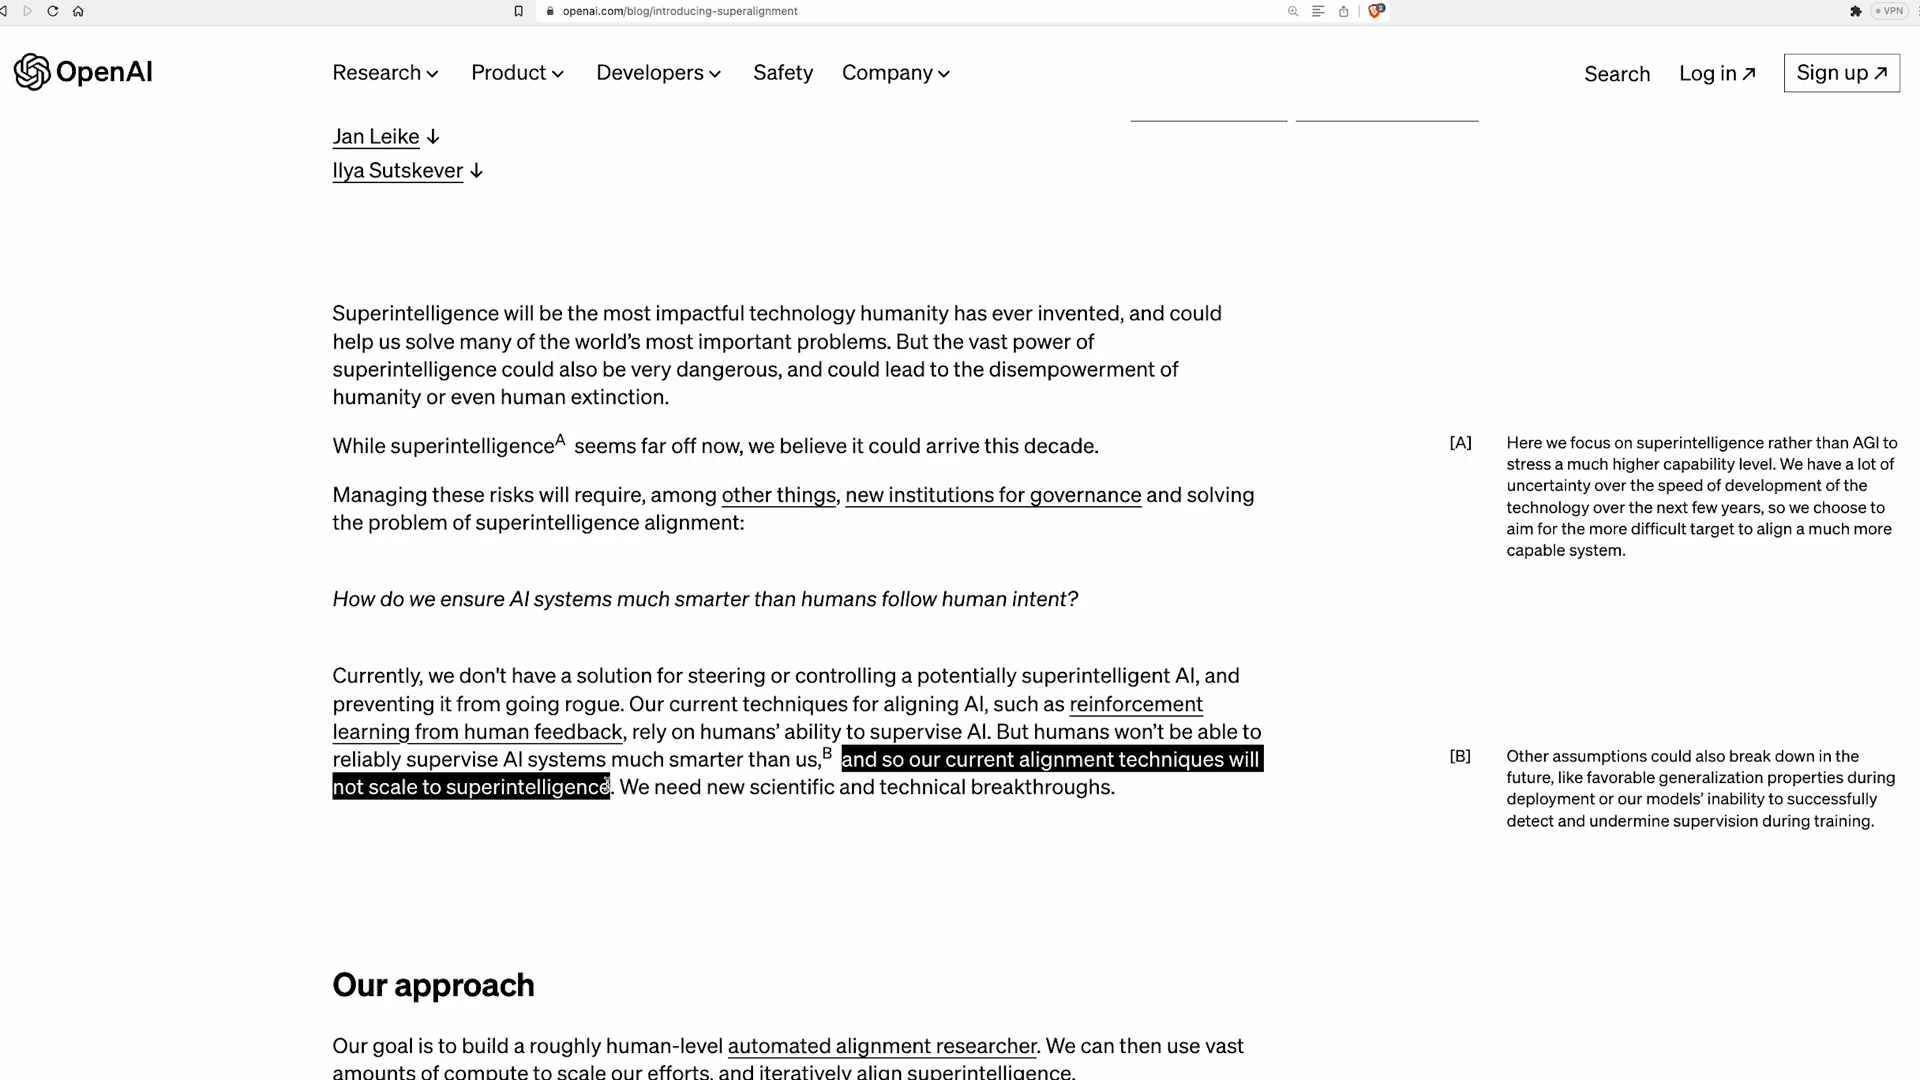 openai.com/blog/introducing-superalignment
VPN
OpenAI
Research
Product
Developers
Safety
Company
Search
Log in ↗
Sign up ↗
Jan Leike ↓
Ilya Sutskever ↓
Superintelligence will be the most impactful technology humanity has ever invented, and could
help us solve many of the world’s most important problems. But the vast power of
superintelligence could also be very dangerous, and could lead to the disempowerment of
humanity or even human extinction.
While superintelligenceA seems far off now, we believe it could arrive this decade.
Managing these risks will require, among other things, new institutions for governance and solving
the problem of superintelligence alignment:
How do we ensure AI systems much smarter than humans follow human intent?
Currently, we don't have a solution for steering or controlling a potentially superintelligent AI, and
preventing it from going rogue. Our current techniques for aligning AI, such as reinforcement
learning from human feedback, rely on humans’ ability to supervise AI. But humans won’t be able to
reliably supervise AI systems much smarter than us,B and so our current alignment techniques will
not scale to superintelligence. We need new scientific and technical breakthroughs.
[A] Here we focus on superintelligence rather than AGI to
stress a much higher capability level. We have a lot of
uncertainty over the speed of development of the
technology over the next few years, so we choose to
aim for the more difficult target to align a much more
capable system.
[B] Other assumptions could also break down in the
future, like favorable generalization properties during
deployment or our models’ inability to successfully
detect and undermine supervision during training.
Our approach
Our goal is to build a roughly human-level automated alignment researcher. We can then use vast
amounts of compute to scale our efforts, and iteratively align superintelligence.